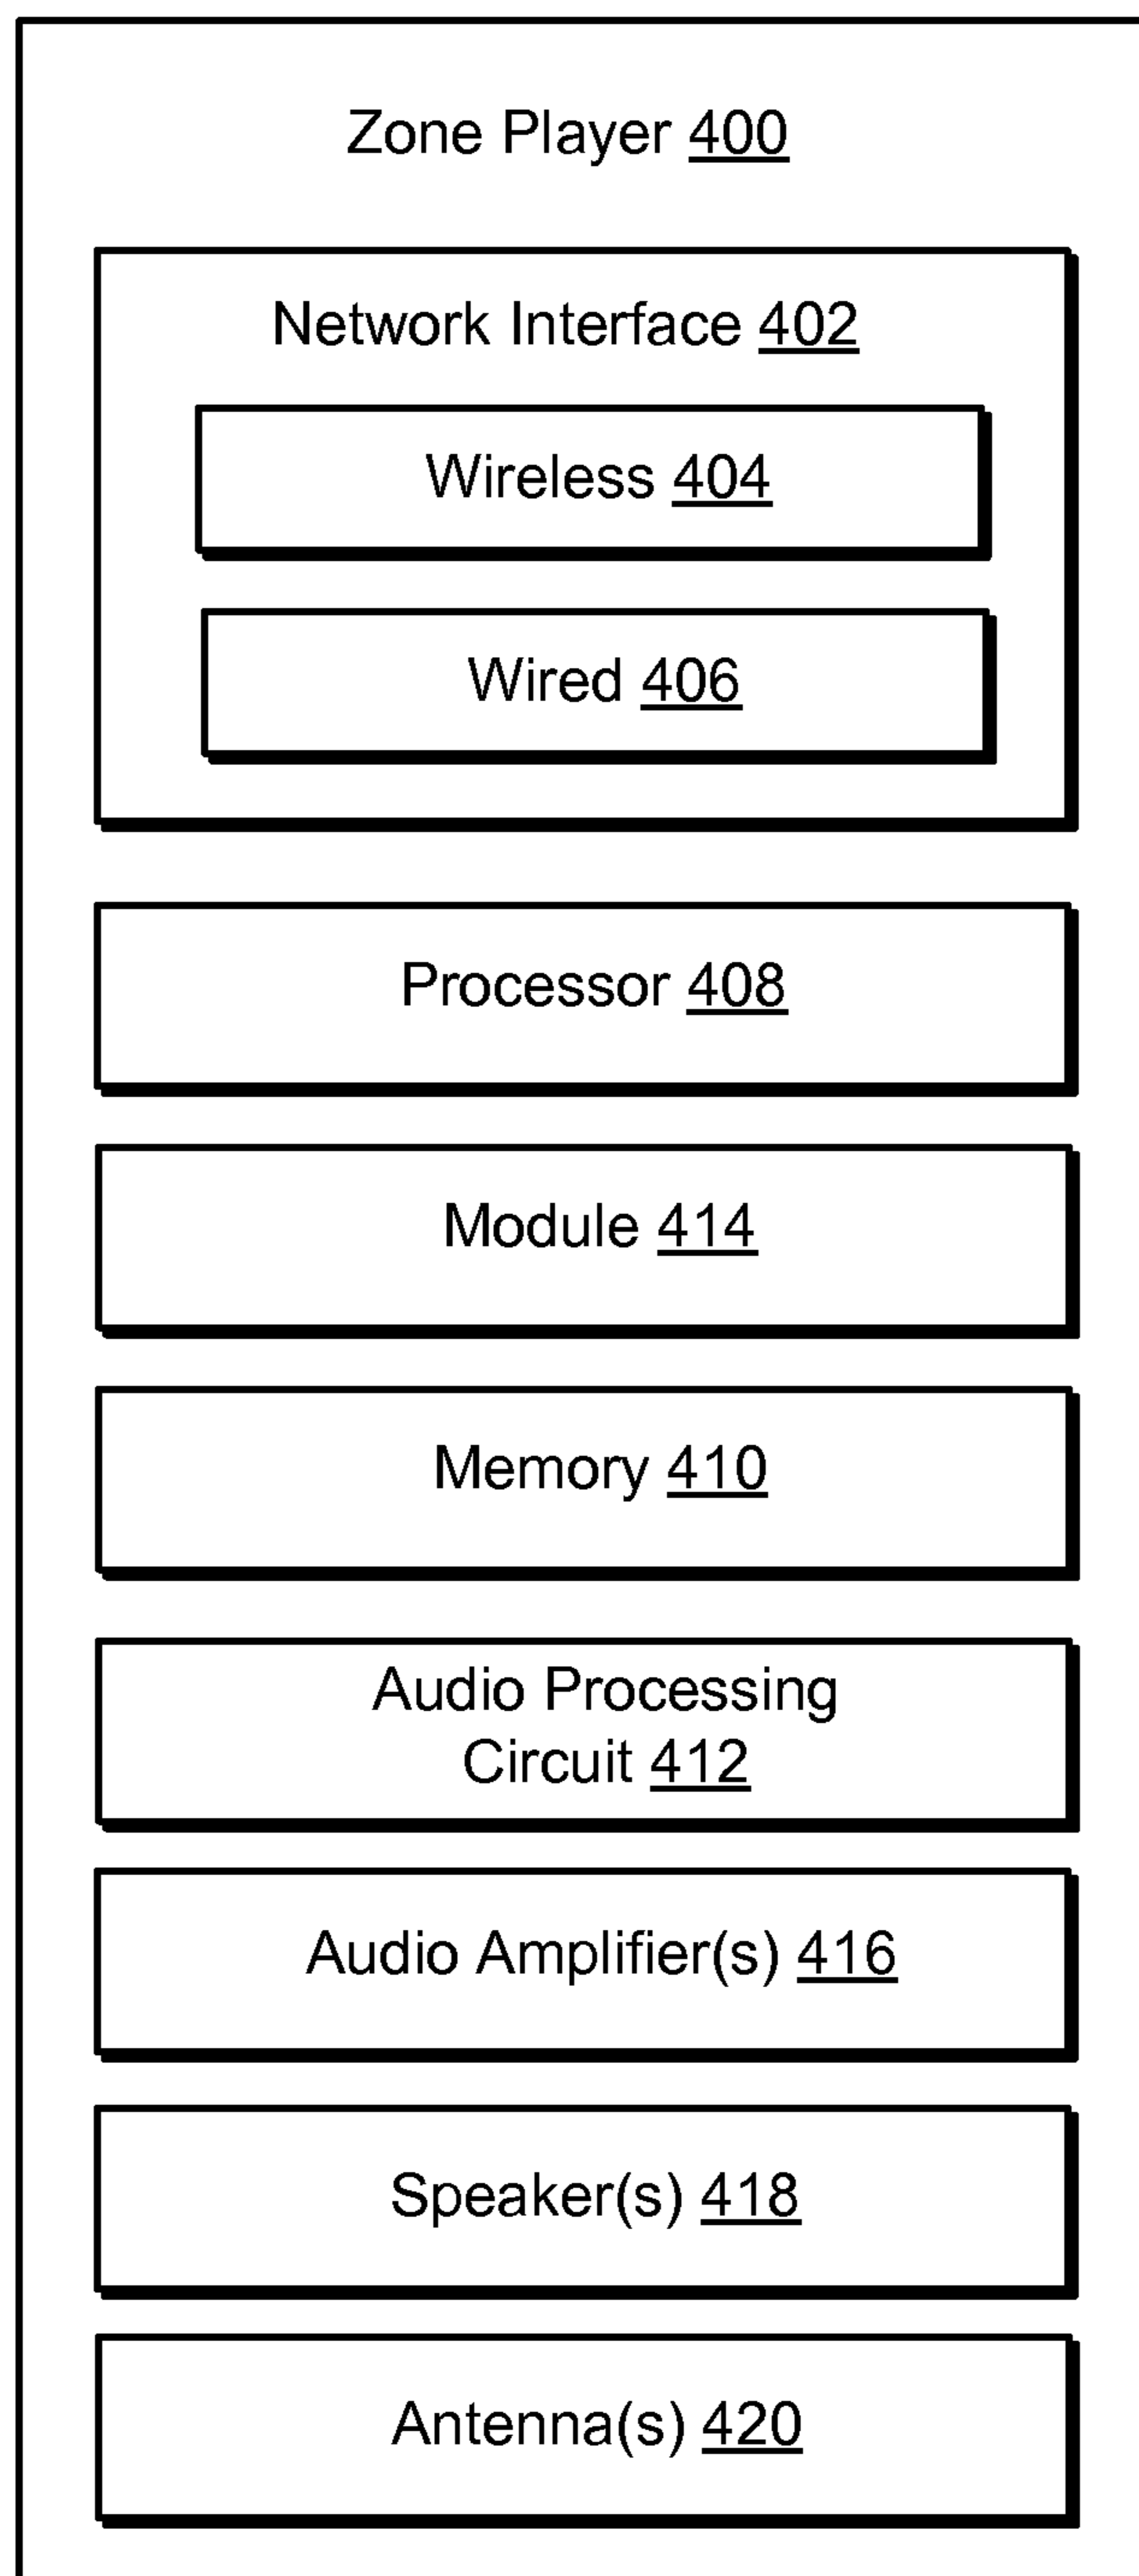 Zone Player 400
Network Interface 402
Wireless 404
Wired 406
Processor 408
Module 414
Memory 410
Audio Processing
Circuit 412
Audio Amplifier(s) 416
Speaker(s) 418
Antenna(s) 420